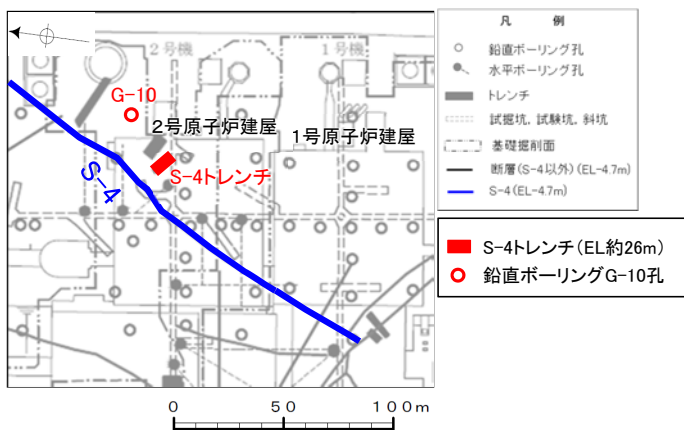 2号機
1号機
G-10
2号原子炉建屋
1号原子炉建屋
S-4トレンチ
S-4
0 50 100m
凡 例
鉛直ボーリング孔
水平ボーリング孔
トレンチ
試掘坑, 試験坑, 斜坑
基礎掘削面
断層(S-4以外)(EL-4.7m)
S-4(EL-4.7m)
S-4トレンチ(EL約26m)
鉛直ボーリングG-10孔